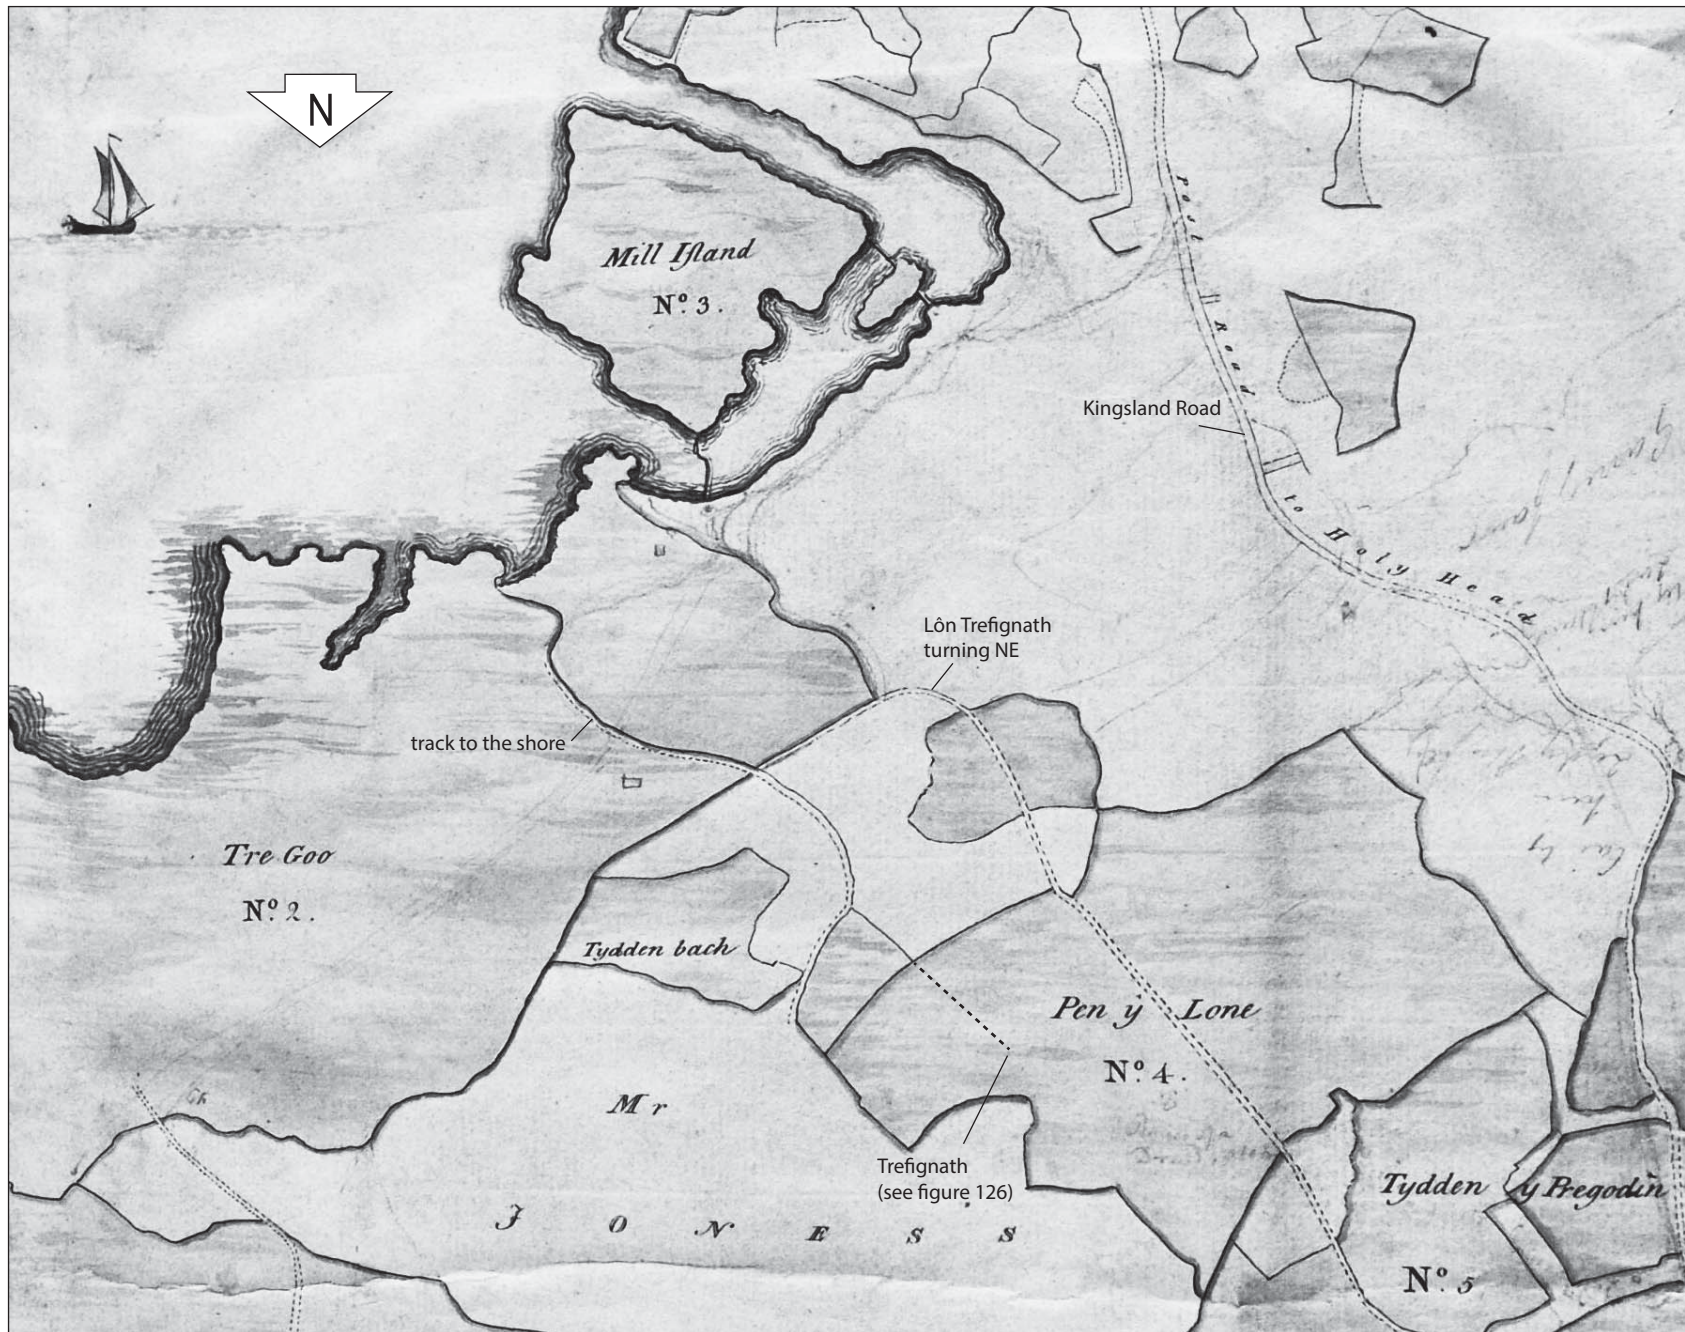 N
Mill Iſland
Nº. 3.
Post Road
Kingsland Road
to Holy Head
Lôn Trefignath
turning NE
track to the shore
Tre Goo
Nº. 2.
Tydden bach
Pen ÿ Lone
Nº. 4.
Mr
JONESS
Trefignath
(see figure 126)
Tydden y Pregodin
Nº. 5